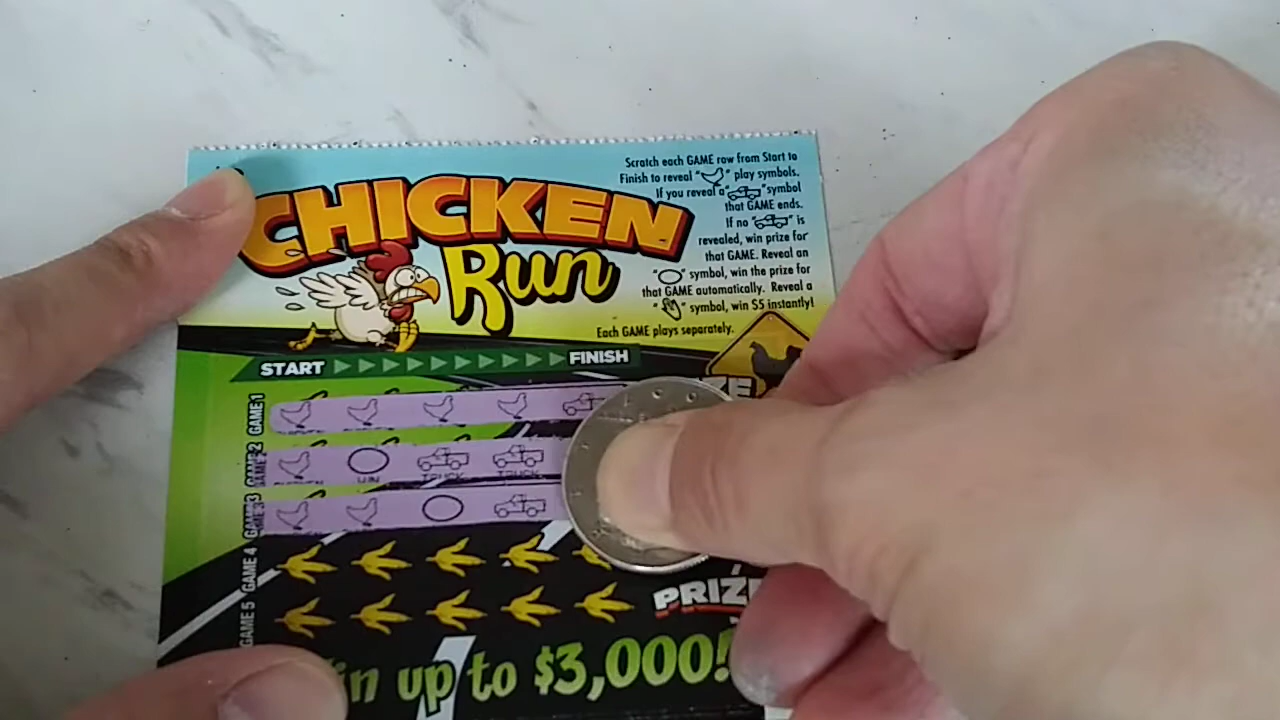 CHICKEN
Run
Scratch each GAME row from Start to
Finish to reveal " " play symbols.
If you reveal a " " symbol
that GAME ends.
If no " " is
revealed, win prize for
that GAME. Reveal an
" " symbol, win the prize for
that GAME automatically. Reveal a
" " symbol, win $5 instantly!
Each GAME plays separately.
START FINISH
GAME 1
GAME 2
WIN TRUCK TRUCK
GAME 3
GAME 4
GAME 5
PRIZE
in up to $3,000!